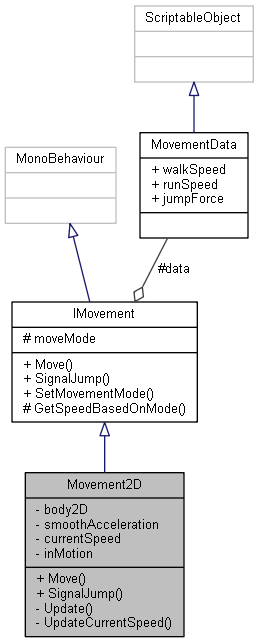 ScriptableObject
MonoBehaviour
MovementData
+ walkSpeed
+ runSpeed
+ jumpForce
#data
IMovement
# moveMode
+ Move()
+ SignalJump()
+ SetMovementMode()
# GetSpeedBasedOnMode()
Movement2D
- body2D
- smoothAcceleration
- currentSpeed
- inMotion
+ Move()
+ SignalJump()
- Update()
- UpdateCurrentSpeed()